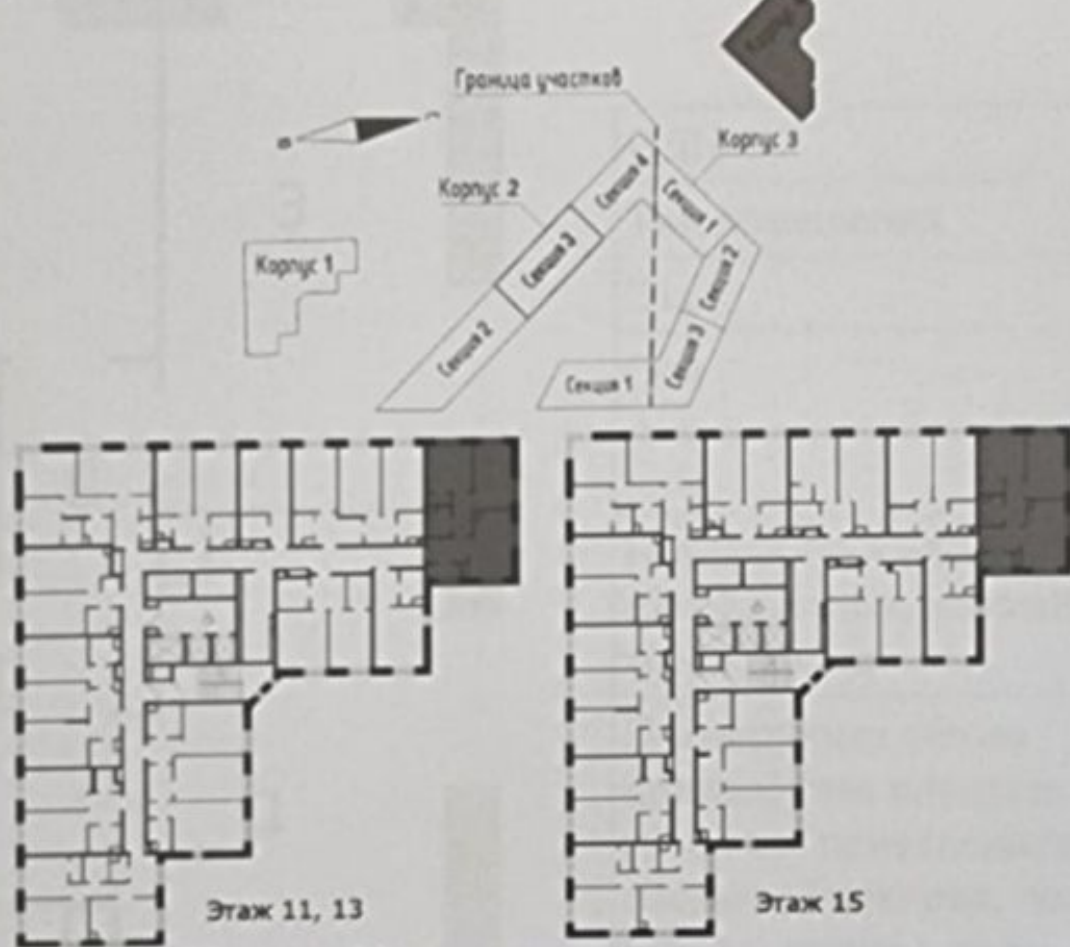 Граница участков
Корпус 3
Корпус 2
Секция 4
Секция 1
Корпус 1
Секция 3
Секция 2
Секция 2
Секция 3
Секция 1
Этаж 11, 13
Этаж 15